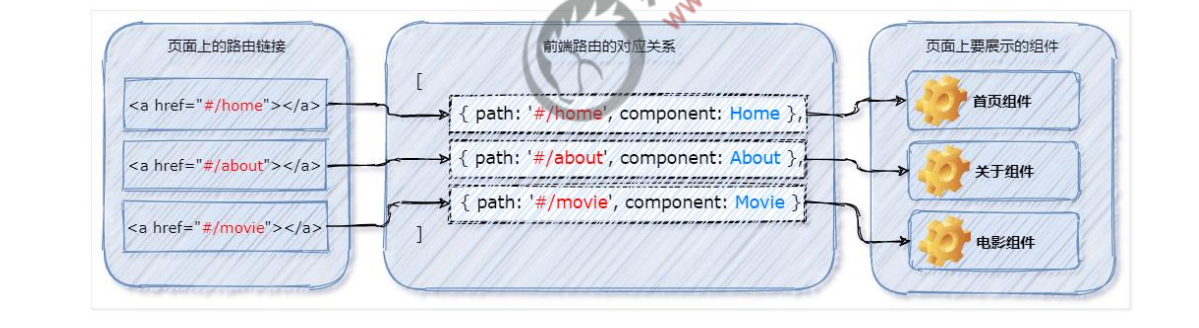 页面上的路由链接
<a href="#/home"></a>
<a href="#/about"></a>
<a href="#/movie"></a>
前端路由的对应关系
[
{ path: '#/home', component: Home },
{ path: '#/about', component: About },
{ path: '#/movie', component: Movie }
]
页面上要展示的组件
首页组件
关于组件
电影组件